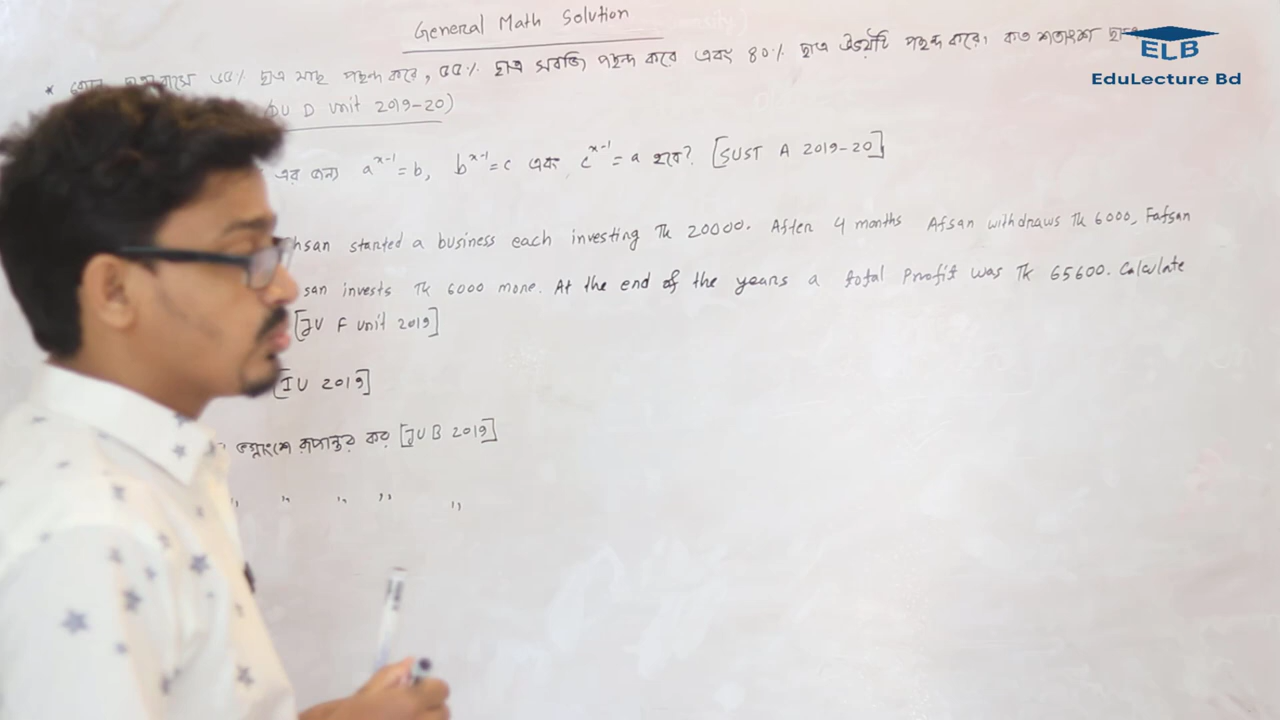 General Math Solution
ELB
EduLecture Bd
* ৬৫% ছাত্র মাছ পছন্দ করে, ৫৫% ছাত্র সবজি পছন্দ করে এবং ৪০% ছাত্র উভয়টি পছন্দ করে। কত শতাংশ
DU D Unit 2019-20)
এর জন্য a^x-1 = b, b^x-1 = c এবং c^x-1 = a হবে? [SUST A 2019-20]
hsan started a business each investing Tk 20000. After 4 months Afsan withdraws Tk 6000, Fafsan
san invests Tk 6000 more. At the end of the years a total Profit was Tk 65600. Calculate
[JU F Unit 2019]
[IU 2019]
ভগ্নাংশে রূপান্তর কর [JU B 2019]
" " " " "